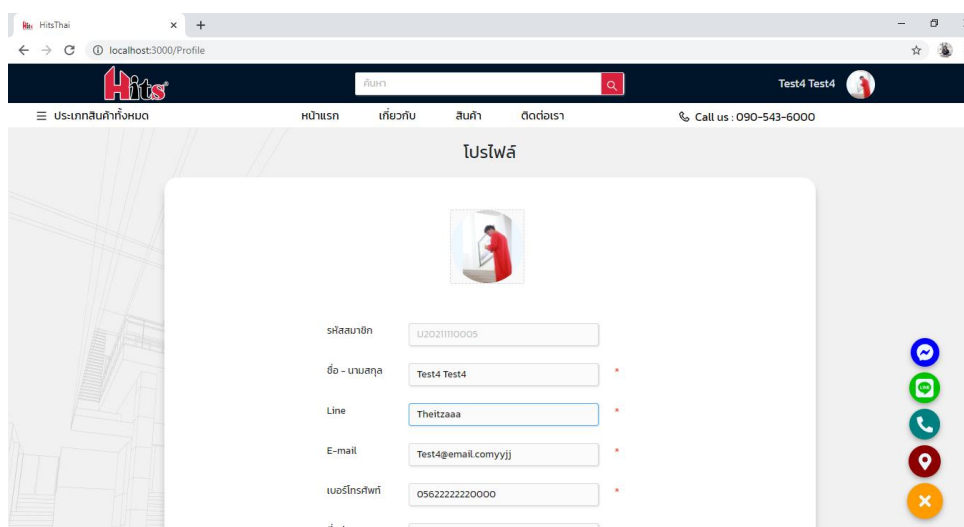 HitsThai
localhost:3000/Profile
Hits
ค้นหา
Test4 Test4
ประเภทสินค้าทั้งหมด
หน้าแรก
เกี่ยวกับ
สินค้า
ติดต่อเรา
Call us : 090-543-6000
โปรไฟล์
รหัสสมาชิก
U20211110005
ชื่อ - นามสกุล
Test4 Test4
*
Line
Theitzaaa
*
E-mail
Test4@email.comyyjj
*
เบอร์โทรศัพท์
05622222220000
*